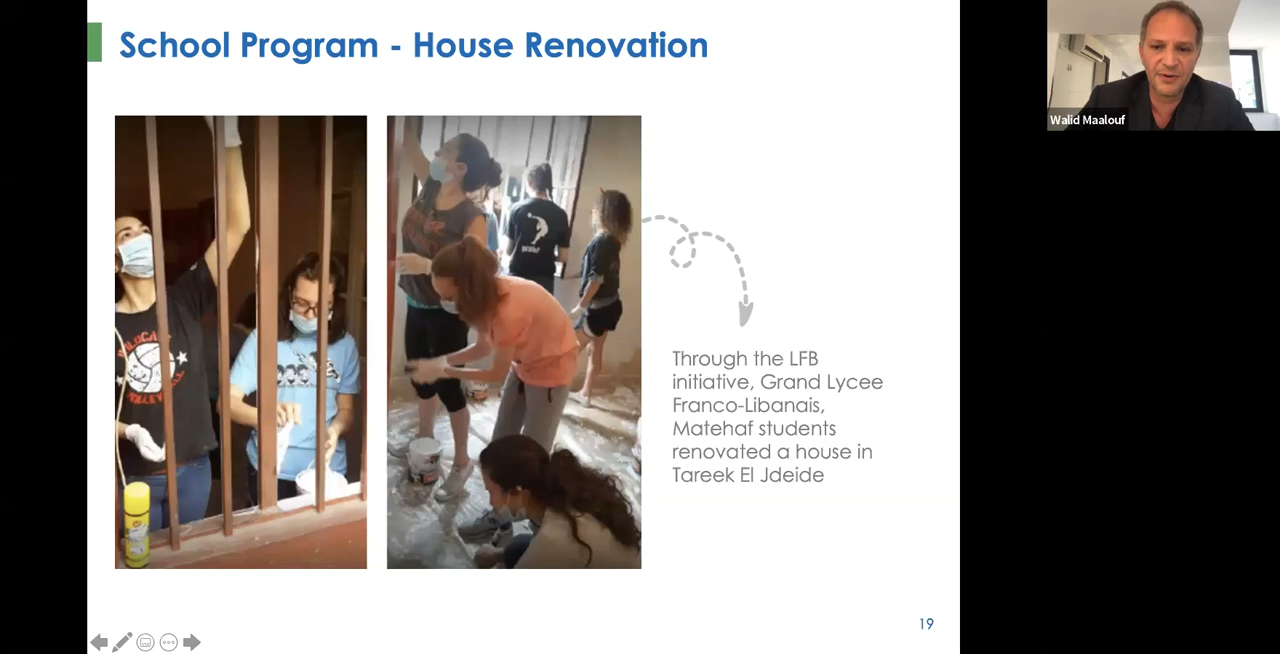 School Program - House Renovation
Walid Maalouf
Through the LFB
initiative, Grand Lycee
Franco-Libanais,
Matehaf students
renovated a house in
Tareek El Jdeide
19